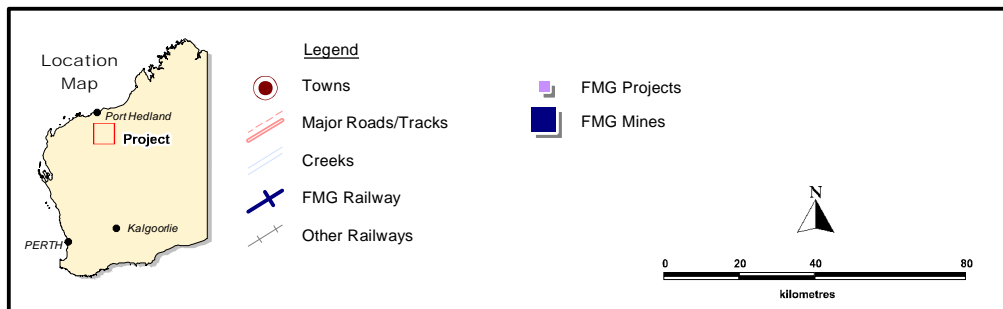 Location
Map
Port Hedland
Project
Kalgoorlie
PERTH
Legend
Towns
Major Roads/Tracks
Creeks
FMG Railway
Other Railways
FMG Projects
FMG Mines
N
0 20 40 80
kilometres